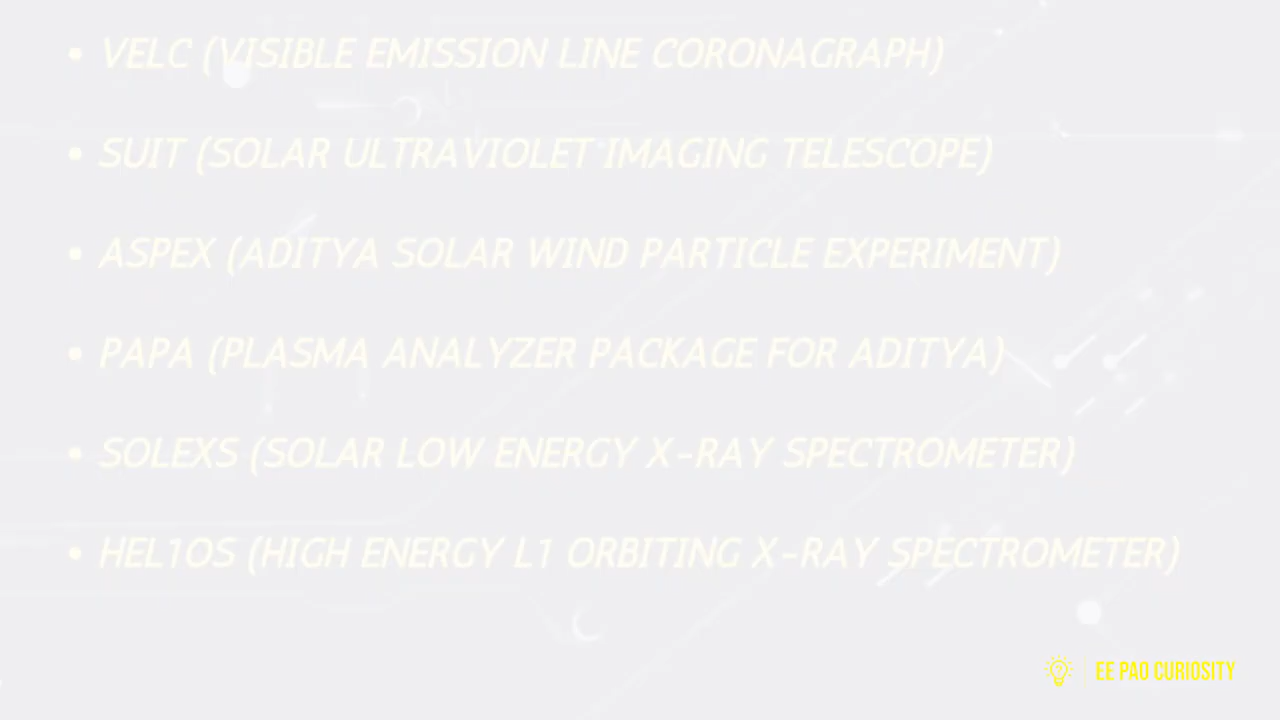 • VELC (VISIBLE EMISSION LINE CORONAGRAPH)
• SUIT (SOLAR ULTRAVIOLET IMAGING TELESCOPE)
• ASPEX (ADITYA SOLAR WIND PARTICLE EXPERIMENT)
• PAPA (PLASMA ANALYZER PACKAGE FOR ADITYA)
• SOLEXS (SOLAR LOW ENERGY X-RAY SPECTROMETER)
• HEL1OS (HIGH ENERGY L1 ORBITING X-RAY SPECTROMETER)
EE PAO CURIOSITY